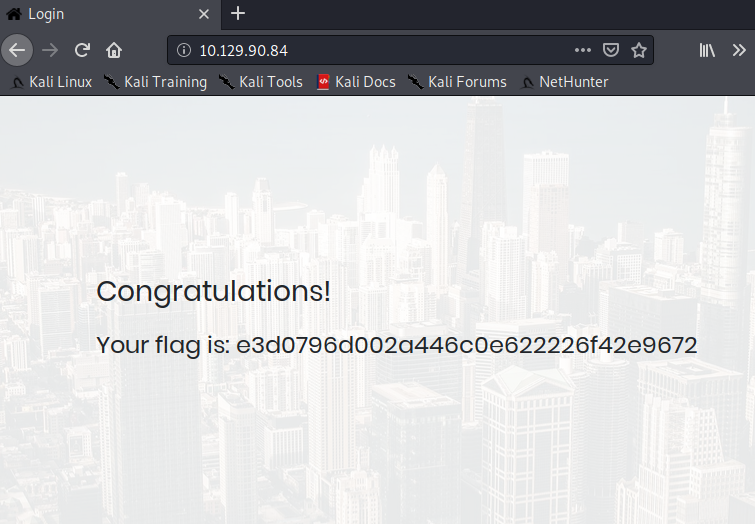 Login
10.129.90.84
Kali Linux Kali Training Kali Tools Kali Docs Kali Forums NetHunter
Congratulations!
Your flag is: e3d0796d002a446c0e622226f42e9672